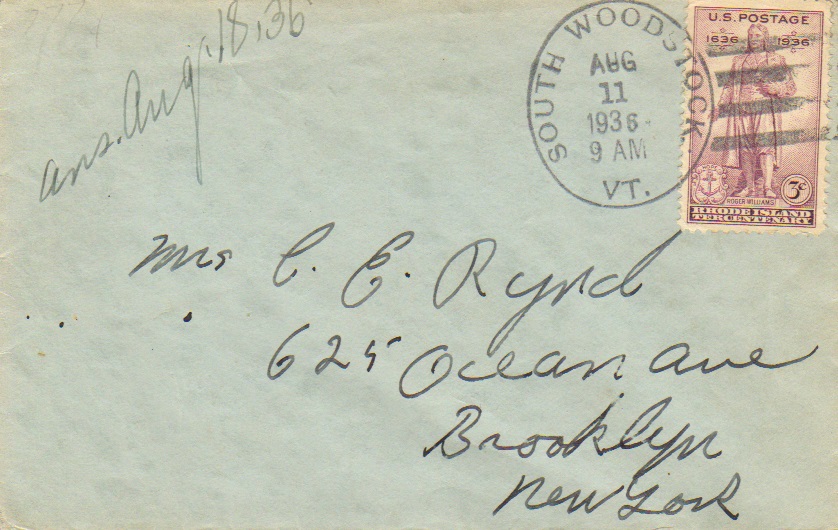 ans. Aug. 18, 36
SOUTH WOODSTOCK
AUG
11
1936
9 AM
VT.
U.S. POSTAGE
1636 1936
3¢
ROGER WILLIAMS
RHODE ISLAND
TERCENTENARY
Mrs C. E. Rynd
625 Ocean Ave
Brooklyn
New York